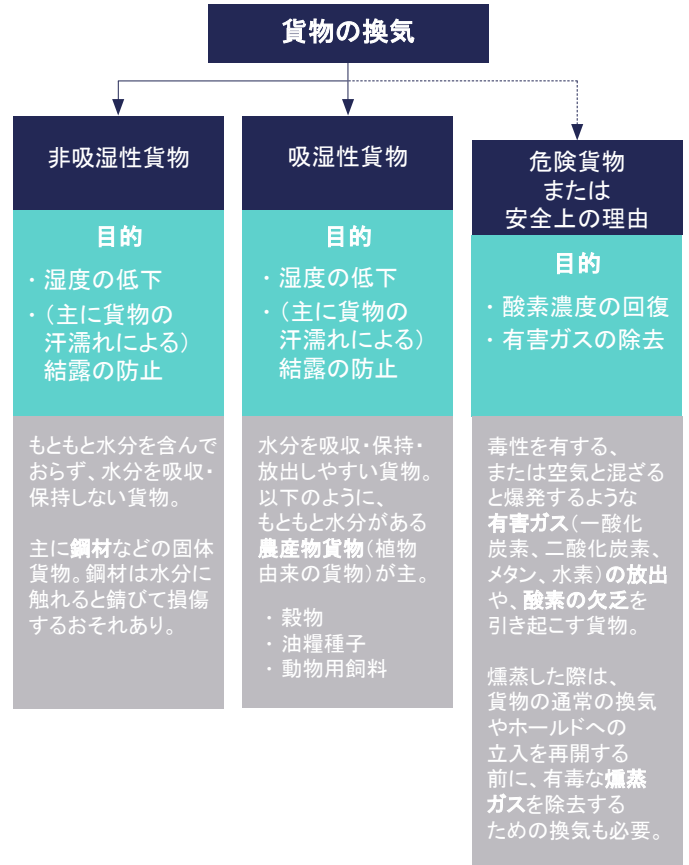 貨物の換気
非吸湿性貨物
目的
・湿度の低下
・（主に貨物の
汗濡れによる）
結露の防止
もともと水分を含んで
おらず、水分を吸収・
保持しない貨物。
主に鋼材などの固体
貨物。鋼材は水分に
触れると錆びて損傷
するおそれあり。
吸湿性貨物
目的
・湿度の低下
・（主に貨物の
汗濡れによる）
結露の防止
水分を吸収・保持・
放出しやすい貨物。
以下のように、
もともと水分がある
農産物貨物（植物
由来の貨物）が主。
・穀物
・油糧種子
・動物用飼料
危険貨物
または
安全上の理由
目的
・酸素濃度の回復
・有害ガスの除去
毒性を有する、
または空気と混ざる
と爆発するような
有害ガス（一酸化
炭素、二酸化炭素、
メタン、水素）の放出
や、酸素の欠乏を
引き起こす貨物。
燻蒸した際は、
貨物の通常の換気
やホールドへの
立入を再開する
前に、有毒な燻蒸
ガスを除去する
ための換気も必要。